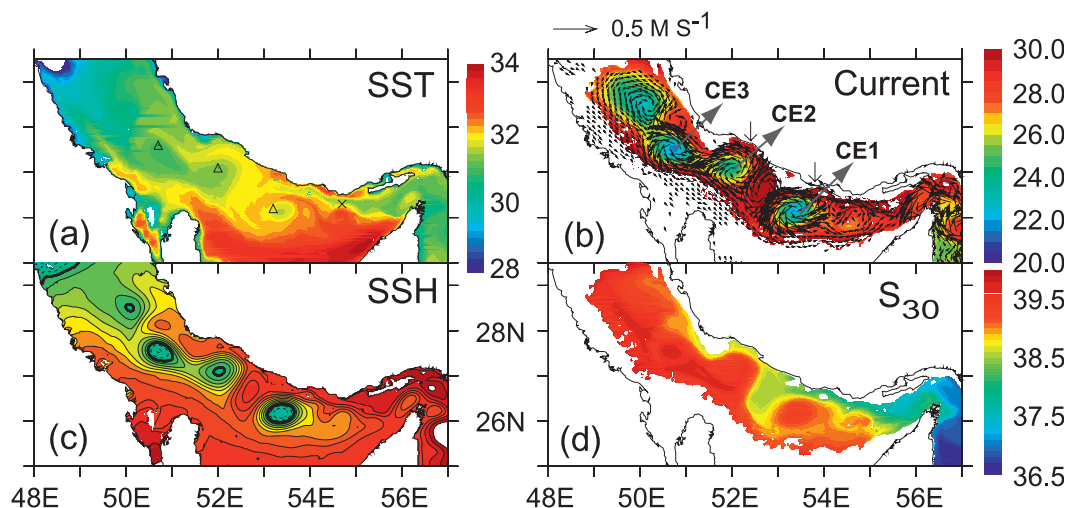 0.5 M S-1
SST
(a)
34
32
30
28
Current
CE3
CE2
CE1
(b)
30.0
28.0
26.0
24.0
22.0
20.0
SSH
(c)
28N
26N
S30
(d)
39.5
38.5
37.5
36.5
48E 50E 52E 54E 56E
48E 50E 52E 54E 56E